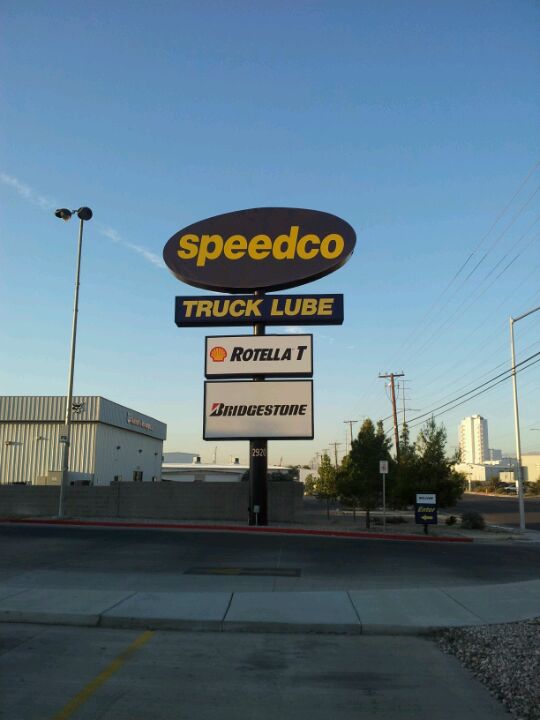 speedco
TRUCK LUBE
ROTELLA T
BRIDGESTONE
2920
Enter